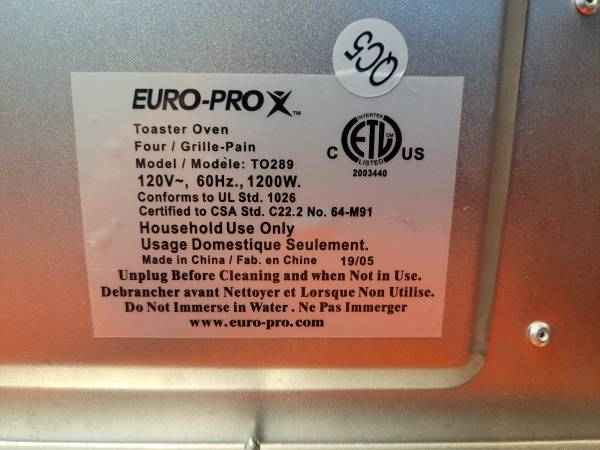 QC5
EURO-PRO X™
Toaster Oven
Four / Grille-Pain
Model / Modèle: TO289
120V~, 60Hz., 1200W.
Conforms to UL Std. 1026
Certified to CSA Std. C22.2 No. 64-M91
Household Use Only
Usage Domestique Seulement.
Made in China / Fab. en Chine 19/05
Unplug Before Cleaning and when Not in Use.
Debrancher avant Nettoyer et Lorsque Non Utilise.
Do Not Immerse in Water . Ne Pas Immerger
www.euro-pro.com
INTERTEK
C ETL US
LISTED
2003440